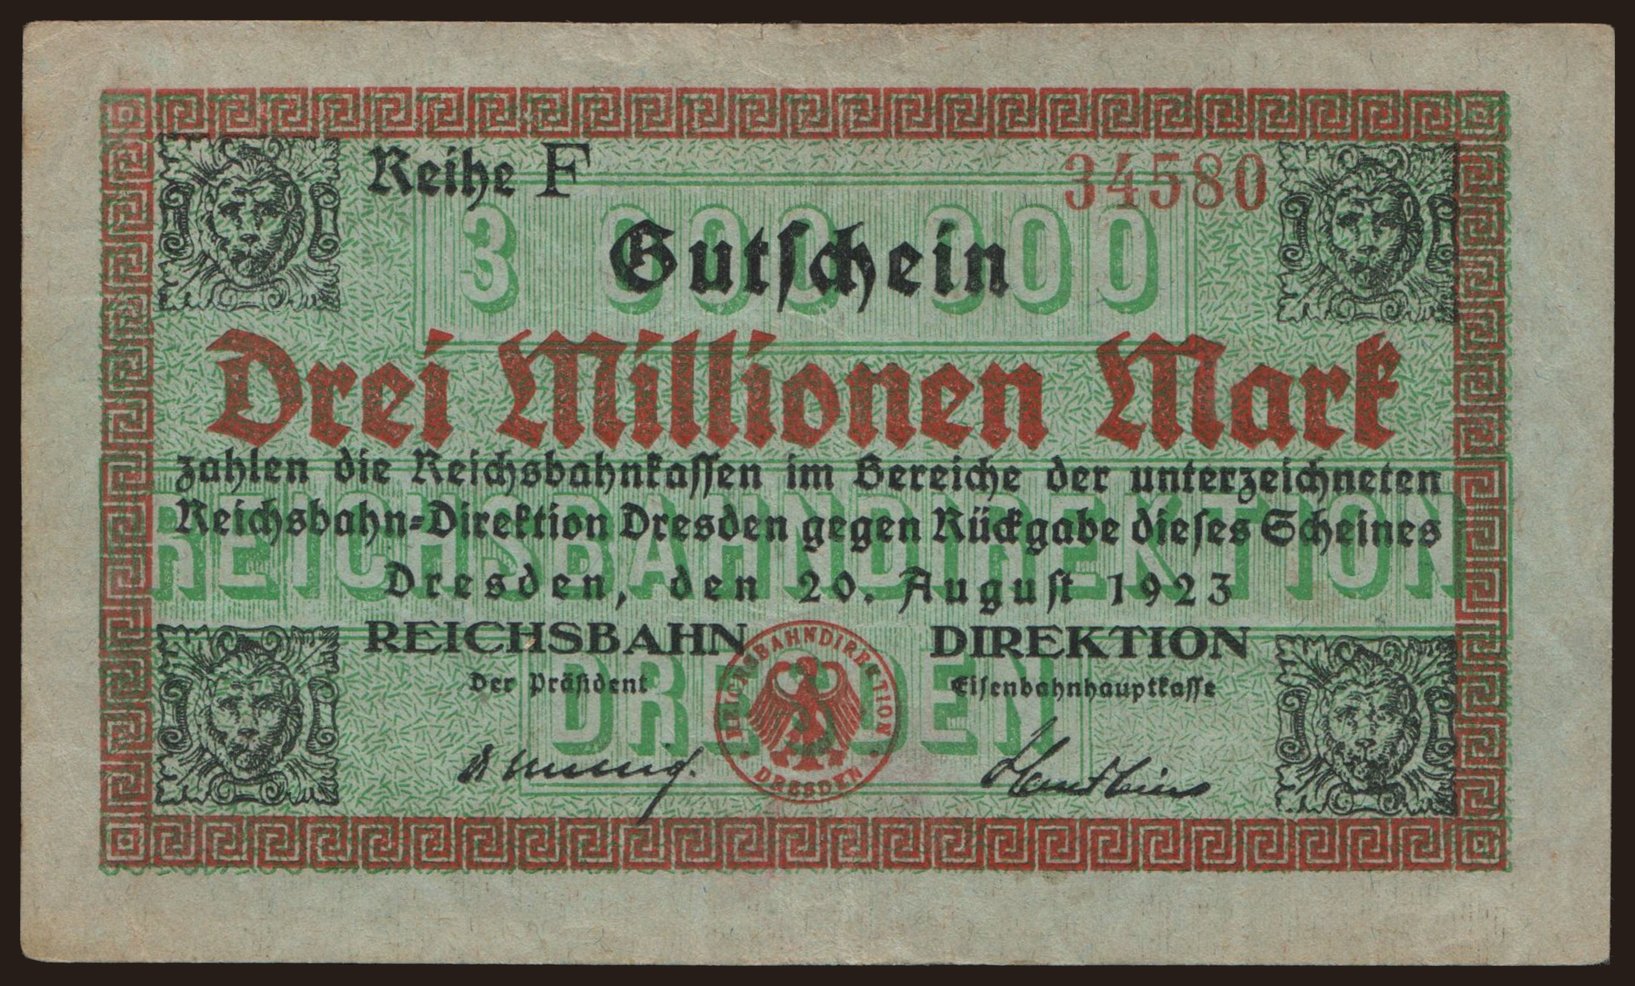 Reihe F 34580
3 000 000
Gutschein
Drei Millionen Mark
zahlen die Reichsbahnkassen im Bereiche der unterzeichneten
Reichsbahn=Direktion Dresden gegen Rückgabe dieses Scheines
REICHSBAHNDIREKTION
Dresden, den 20. August 1923
REICHSBAHN DIREKTION
Der Präsident Eisenbahnhauptkasse
DRESDEN
REICHSBAHNDIREKTION
DRESDEN